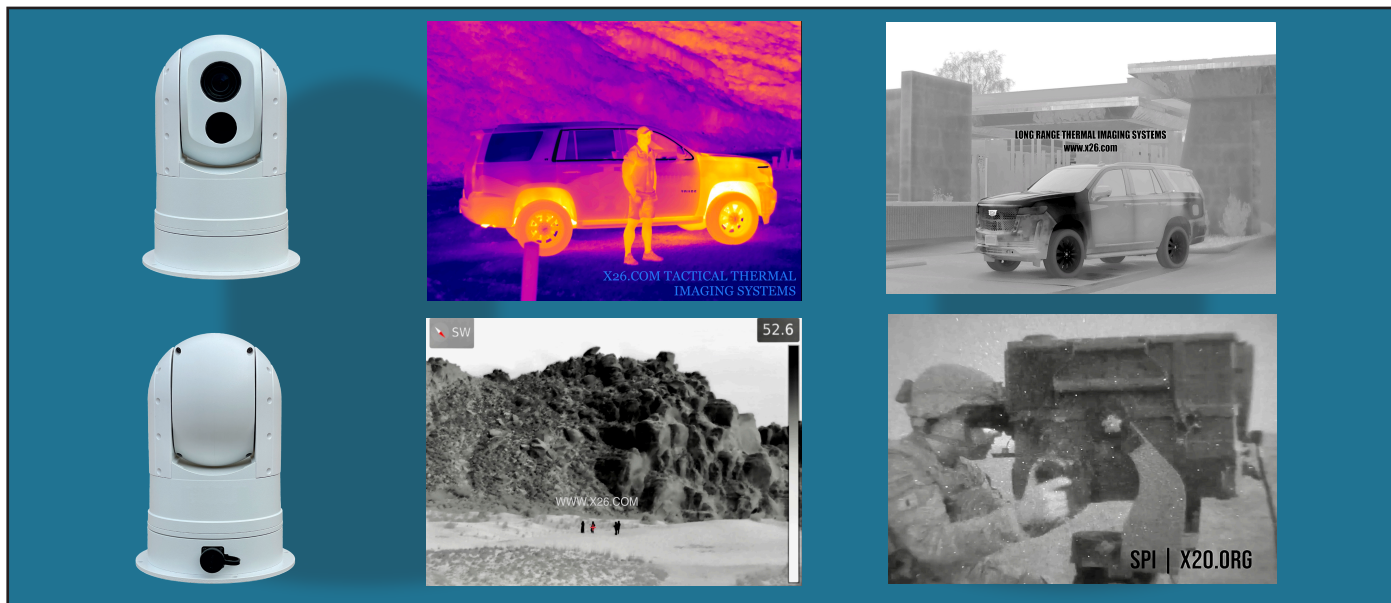 X26.COM TACTICAL THERMAL
IMAGING SYSTEMS
LONG RANGE THERMAL IMAGING SYSTEMS
www.x26.com
SW
52.6
WWW.X26.COM
SPI | X20.ORG